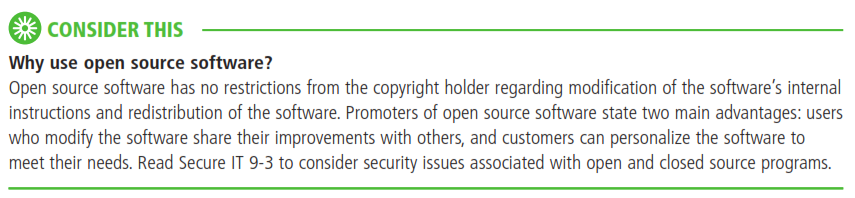 CONSIDER THIS
Why use open source software?
Open source software has no restrictions from the copyright holder regarding modification of the software’s internal
instructions and redistribution of the software. Promoters of open source software state two main advantages: users
who modify the software share their improvements with others, and customers can personalize the software to
meet their needs. Read Secure IT 9-3 to consider security issues associated with open and closed source programs.